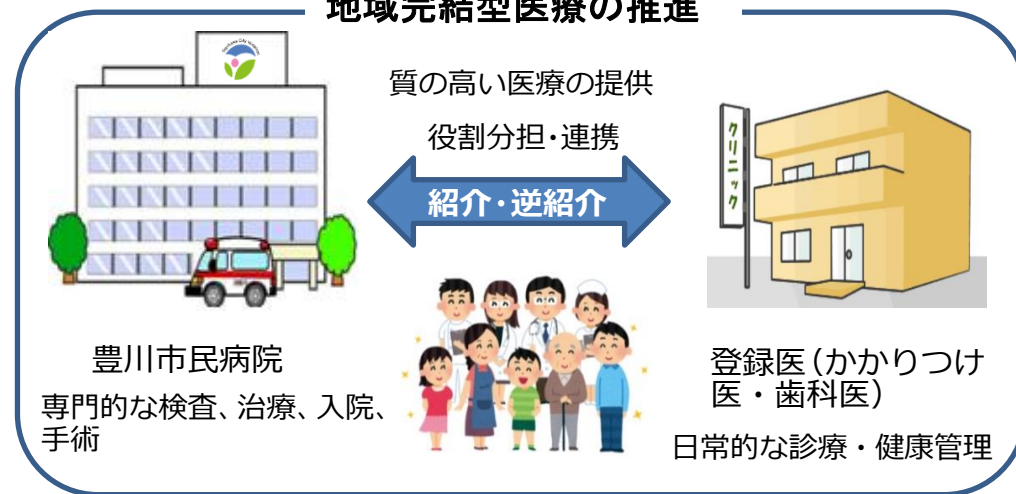 地域完結型医療の推進
質の高い医療の提供
役割分担･連携
紹介･逆紹介
クリニック
豊川市民病院
専門的な検査、治療、入院、
手術
登録医（かかりつけ
医・歯科医）
日常的な診療・健康管理